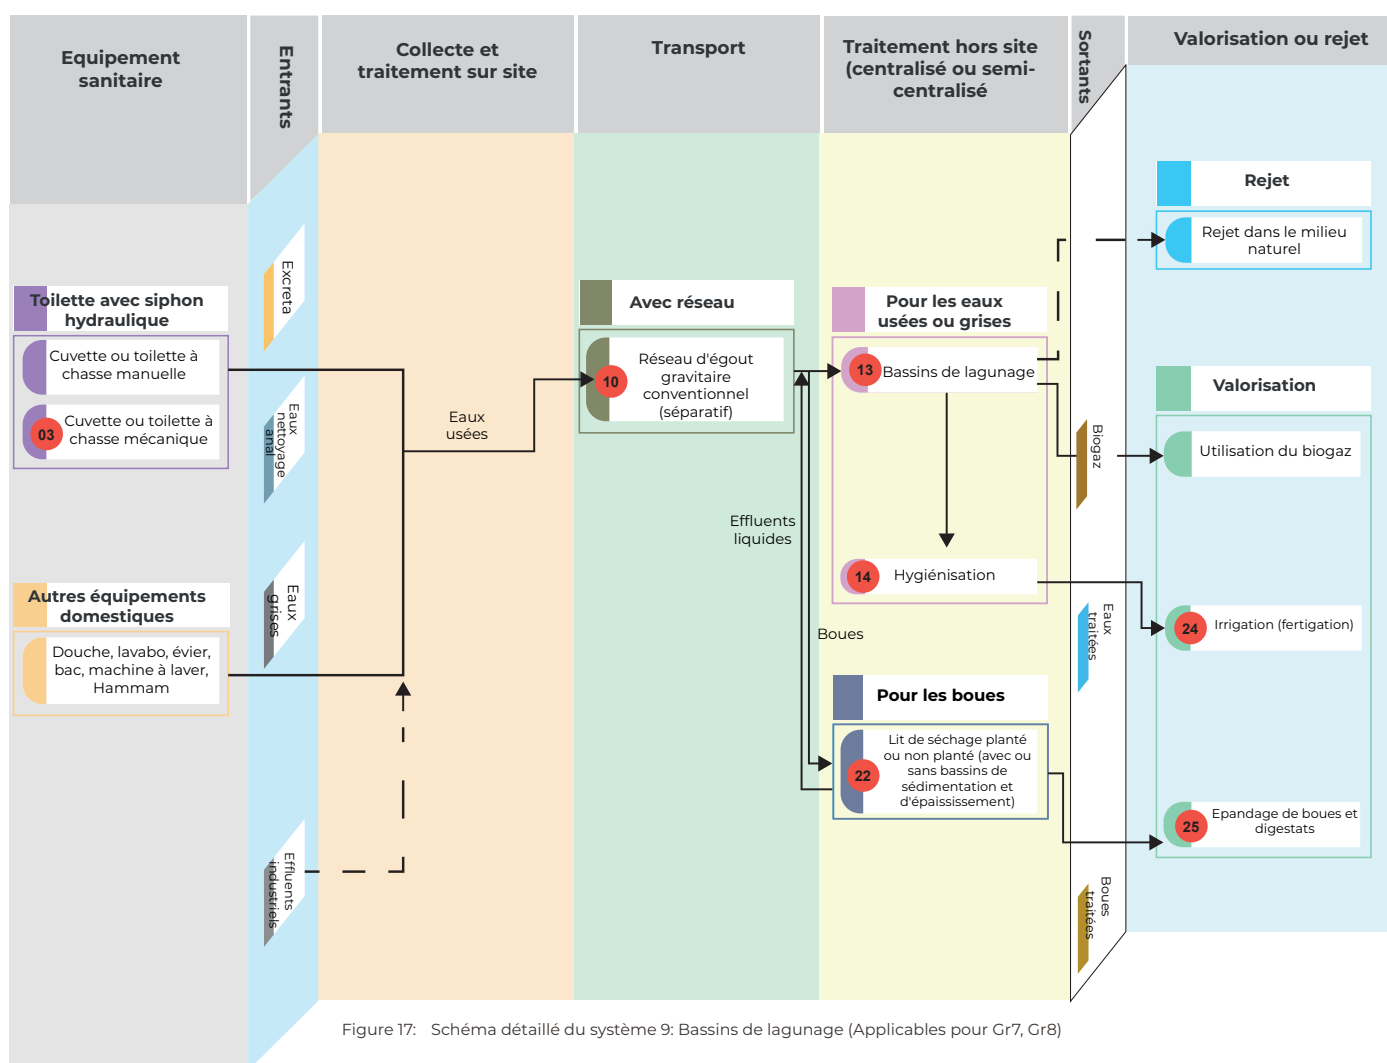 Equipement
sanitaire
Entrants
Collecte et
traitement sur site
Transport
Traitement hors site
(centralisé ou semi-
centralisé
Sortants
Valorisation ou rejet
Toilette avec siphon
hydraulique
Cuvette ou toilette à
chasse manuelle
03
Cuvette ou toilette à
chasse mécanique
Autres équipements
domestiques
Douche, lavabo, évier,
bac, machine à laver,
Hammam
Excreta
Eaux
nettoyage
anal
Eaux
grises
Effluents
industriels
Eaux
usées
Avec réseau
10
Réseau d'égout
gravitaire
conventionnel
(séparatif)
Effluents
liquides
Boues
Pour les eaux
usées ou grises
13
Bassins de lagunage
14
Hygiénisation
Pour les boues
22
Lit de séchage planté
ou non planté (avec ou
sans bassins de
sédimentation et
d'épaississement)
Biogaz
Eaux
traitées
Boues
traitées
Rejet
Rejet dans le milieu
naturel
Valorisation
Utilisation du biogaz
24
Irrigation (fertigation)
25
Epandage de boues et
digestats
Figure 17: Schéma détaillé du système 9: Bassins de lagunage (Applicables pour Gr7, Gr8)